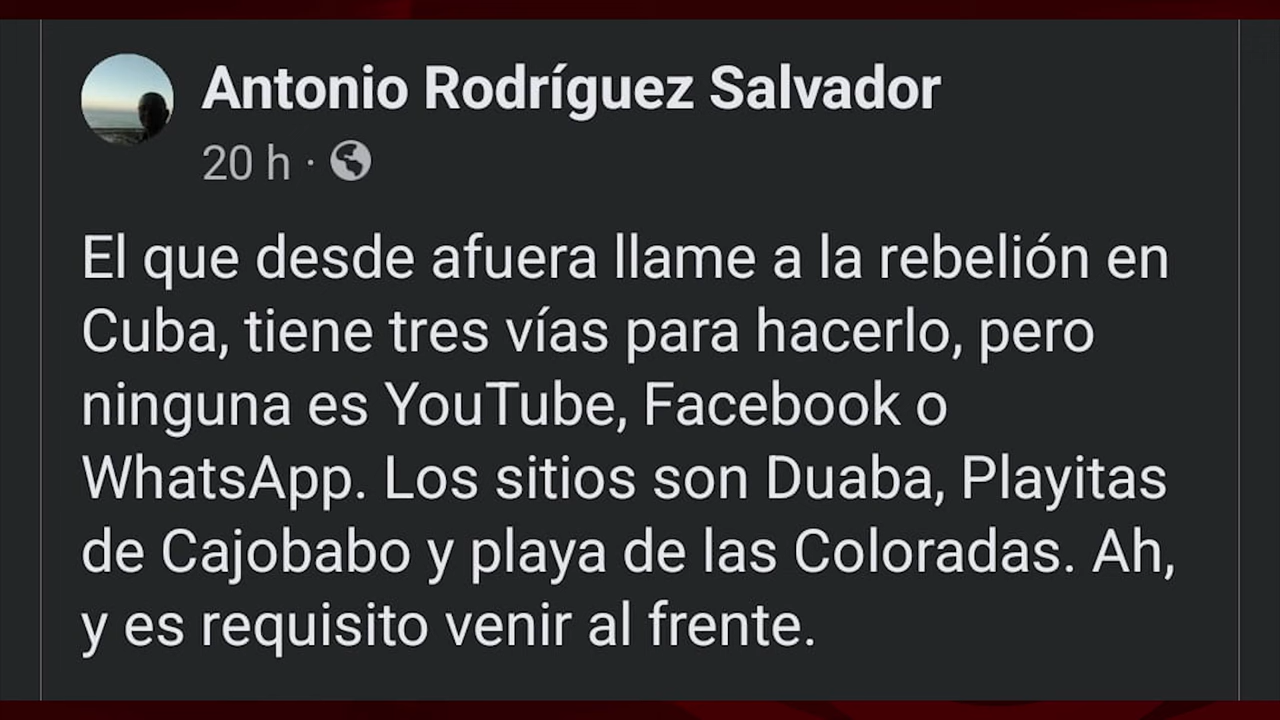 Antonio Rodríguez Salvador
20 h ·
El que desde afuera llame a la rebelión en
Cuba, tiene tres vías para hacerlo, pero
ninguna es YouTube, Facebook o
WhatsApp. Los sitios son Duaba, Playitas
de Cajobabo y playa de las Coloradas. Ah,
y es requisito venir al frente.